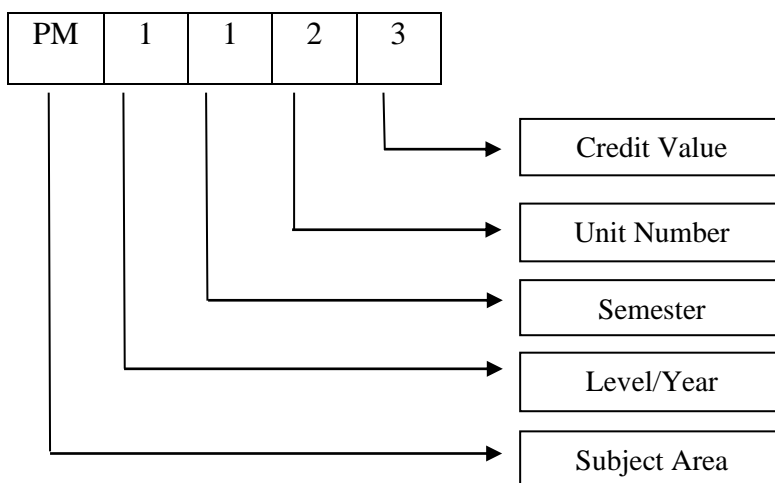 PM 1 1 2 3
Credit Value
Unit Number
Semester
Level/Year
Subject Area